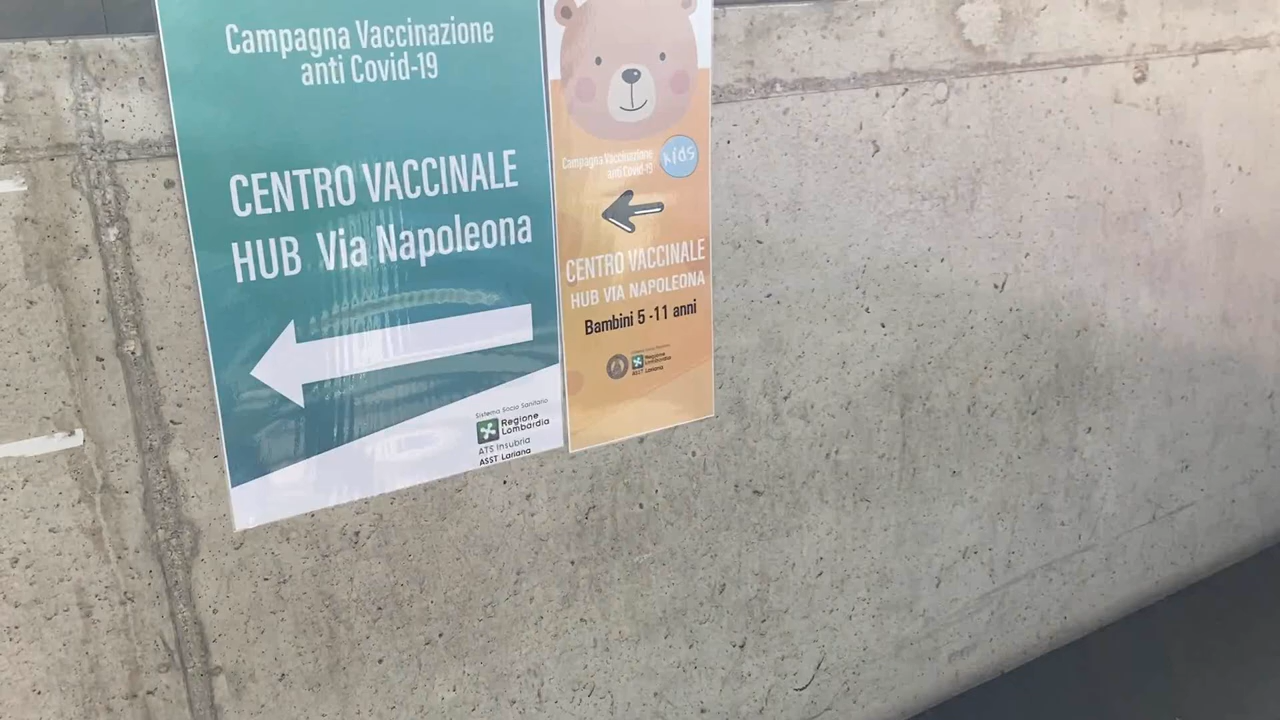 Campagna Vaccinazione
anti Covid-19
CENTRO VACCINALE
HUB Via Napoleona
Sistema Socio Sanitario
Regione
Lombardia
ATS Insubria
ASST Lariana
Campagna Vaccinazione
anti Covid-19
kids
CENTRO VACCINALE
HUB VIA NAPOLEONA
Bambini 5 -11 anni
Regione
Lombardia
ASST Lariana